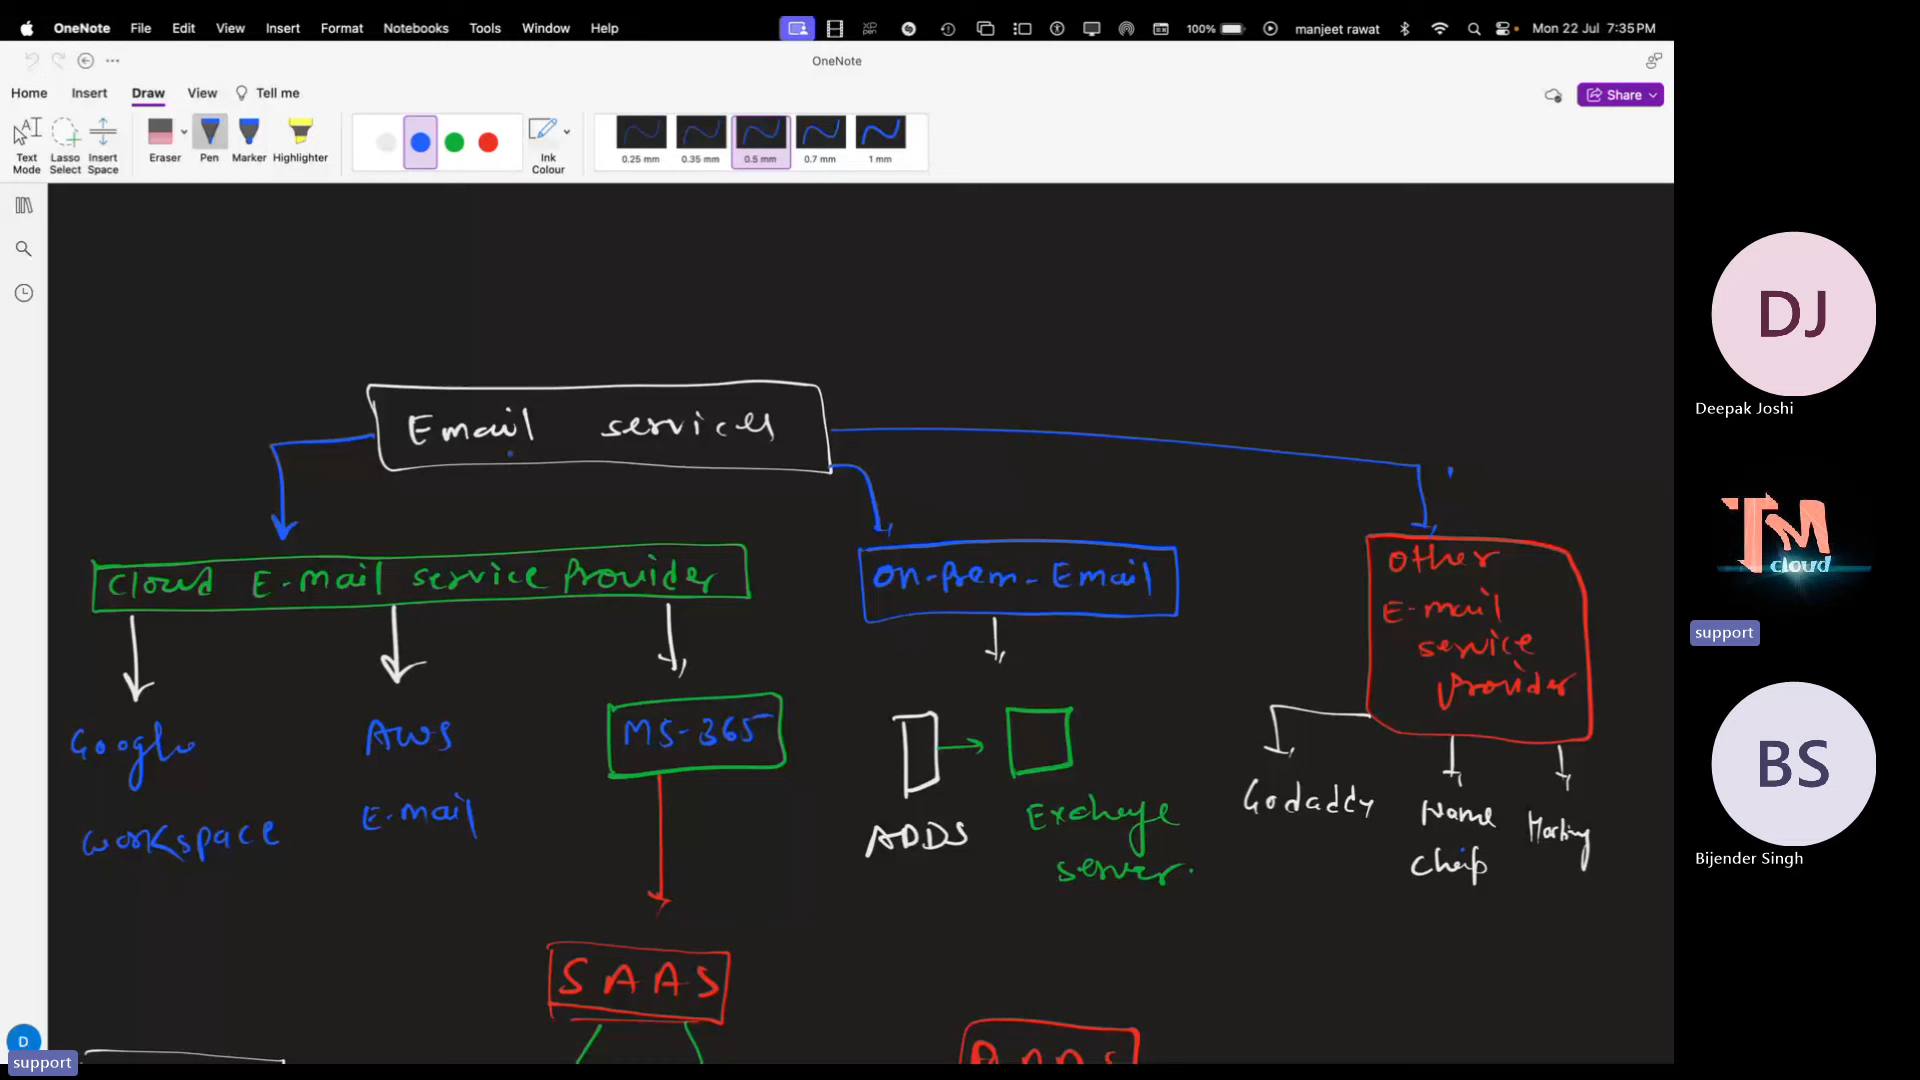 OneNote File Edit View Insert Format Notebooks Tools Window Help
XP pen 100% manjeet rawat Mon 22 Jul 7:35 PM
OneNote
Home Insert Draw View Tell me
Share
Text Mode
Lasso Select
Insert Space
Eraser
Pen
Marker
Highlighter
Ink Colour
0.25 mm 0.35 mm 0.5 mm 0.7 mm 1 mm
Email services
Cloud E-mail service Provider
On-Prem-Email
Other
E-mail
service
Provider
Google
workspace
AWS
E-mail
MS-365
ADDS
server
Godaddy
Name
Cheip
SAAS
D
support
DJ
Deepak Joshi
TM
cloud
support
BS
Bijender Singh